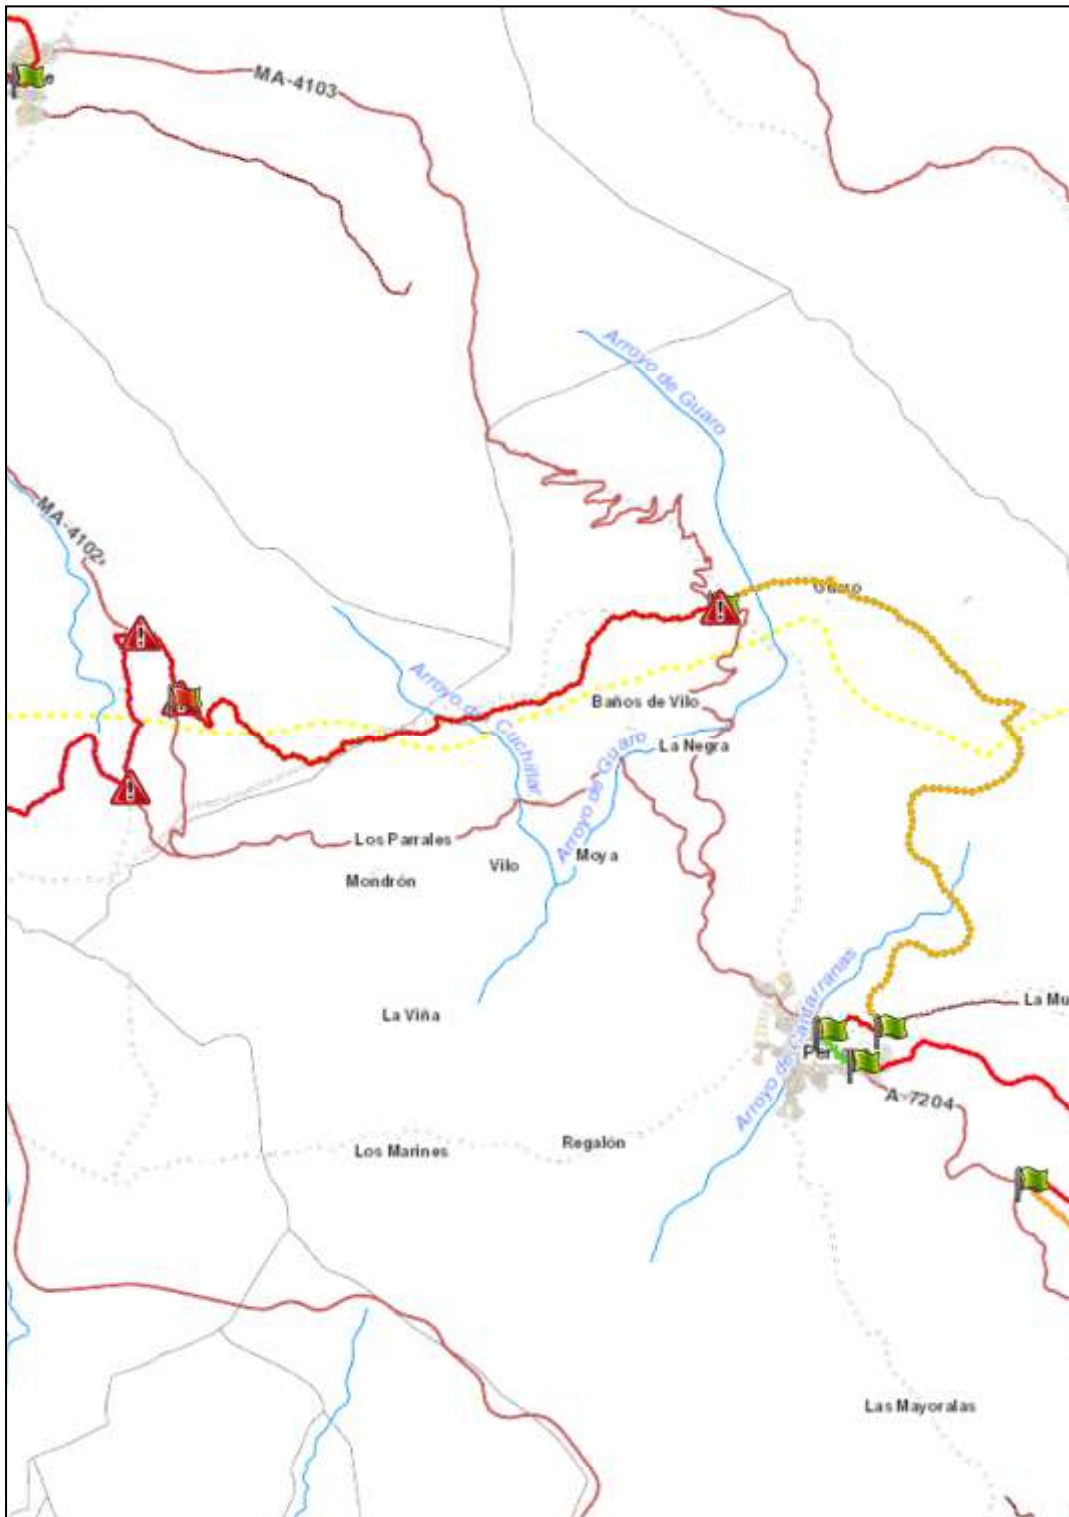 MA-4103
Arroyo de Guaro
MA-4102
Guaro
Arroyo del Cuchillar
Baños de Vilo
La Negra
Arroyo de Guaro
Los Parrales
Vilo
Moya
Mondrón
Arroyo de Cantarranas
La Viña
La Mu
Per
A-7204
Regalón
Los Marines
Las Mayoralas